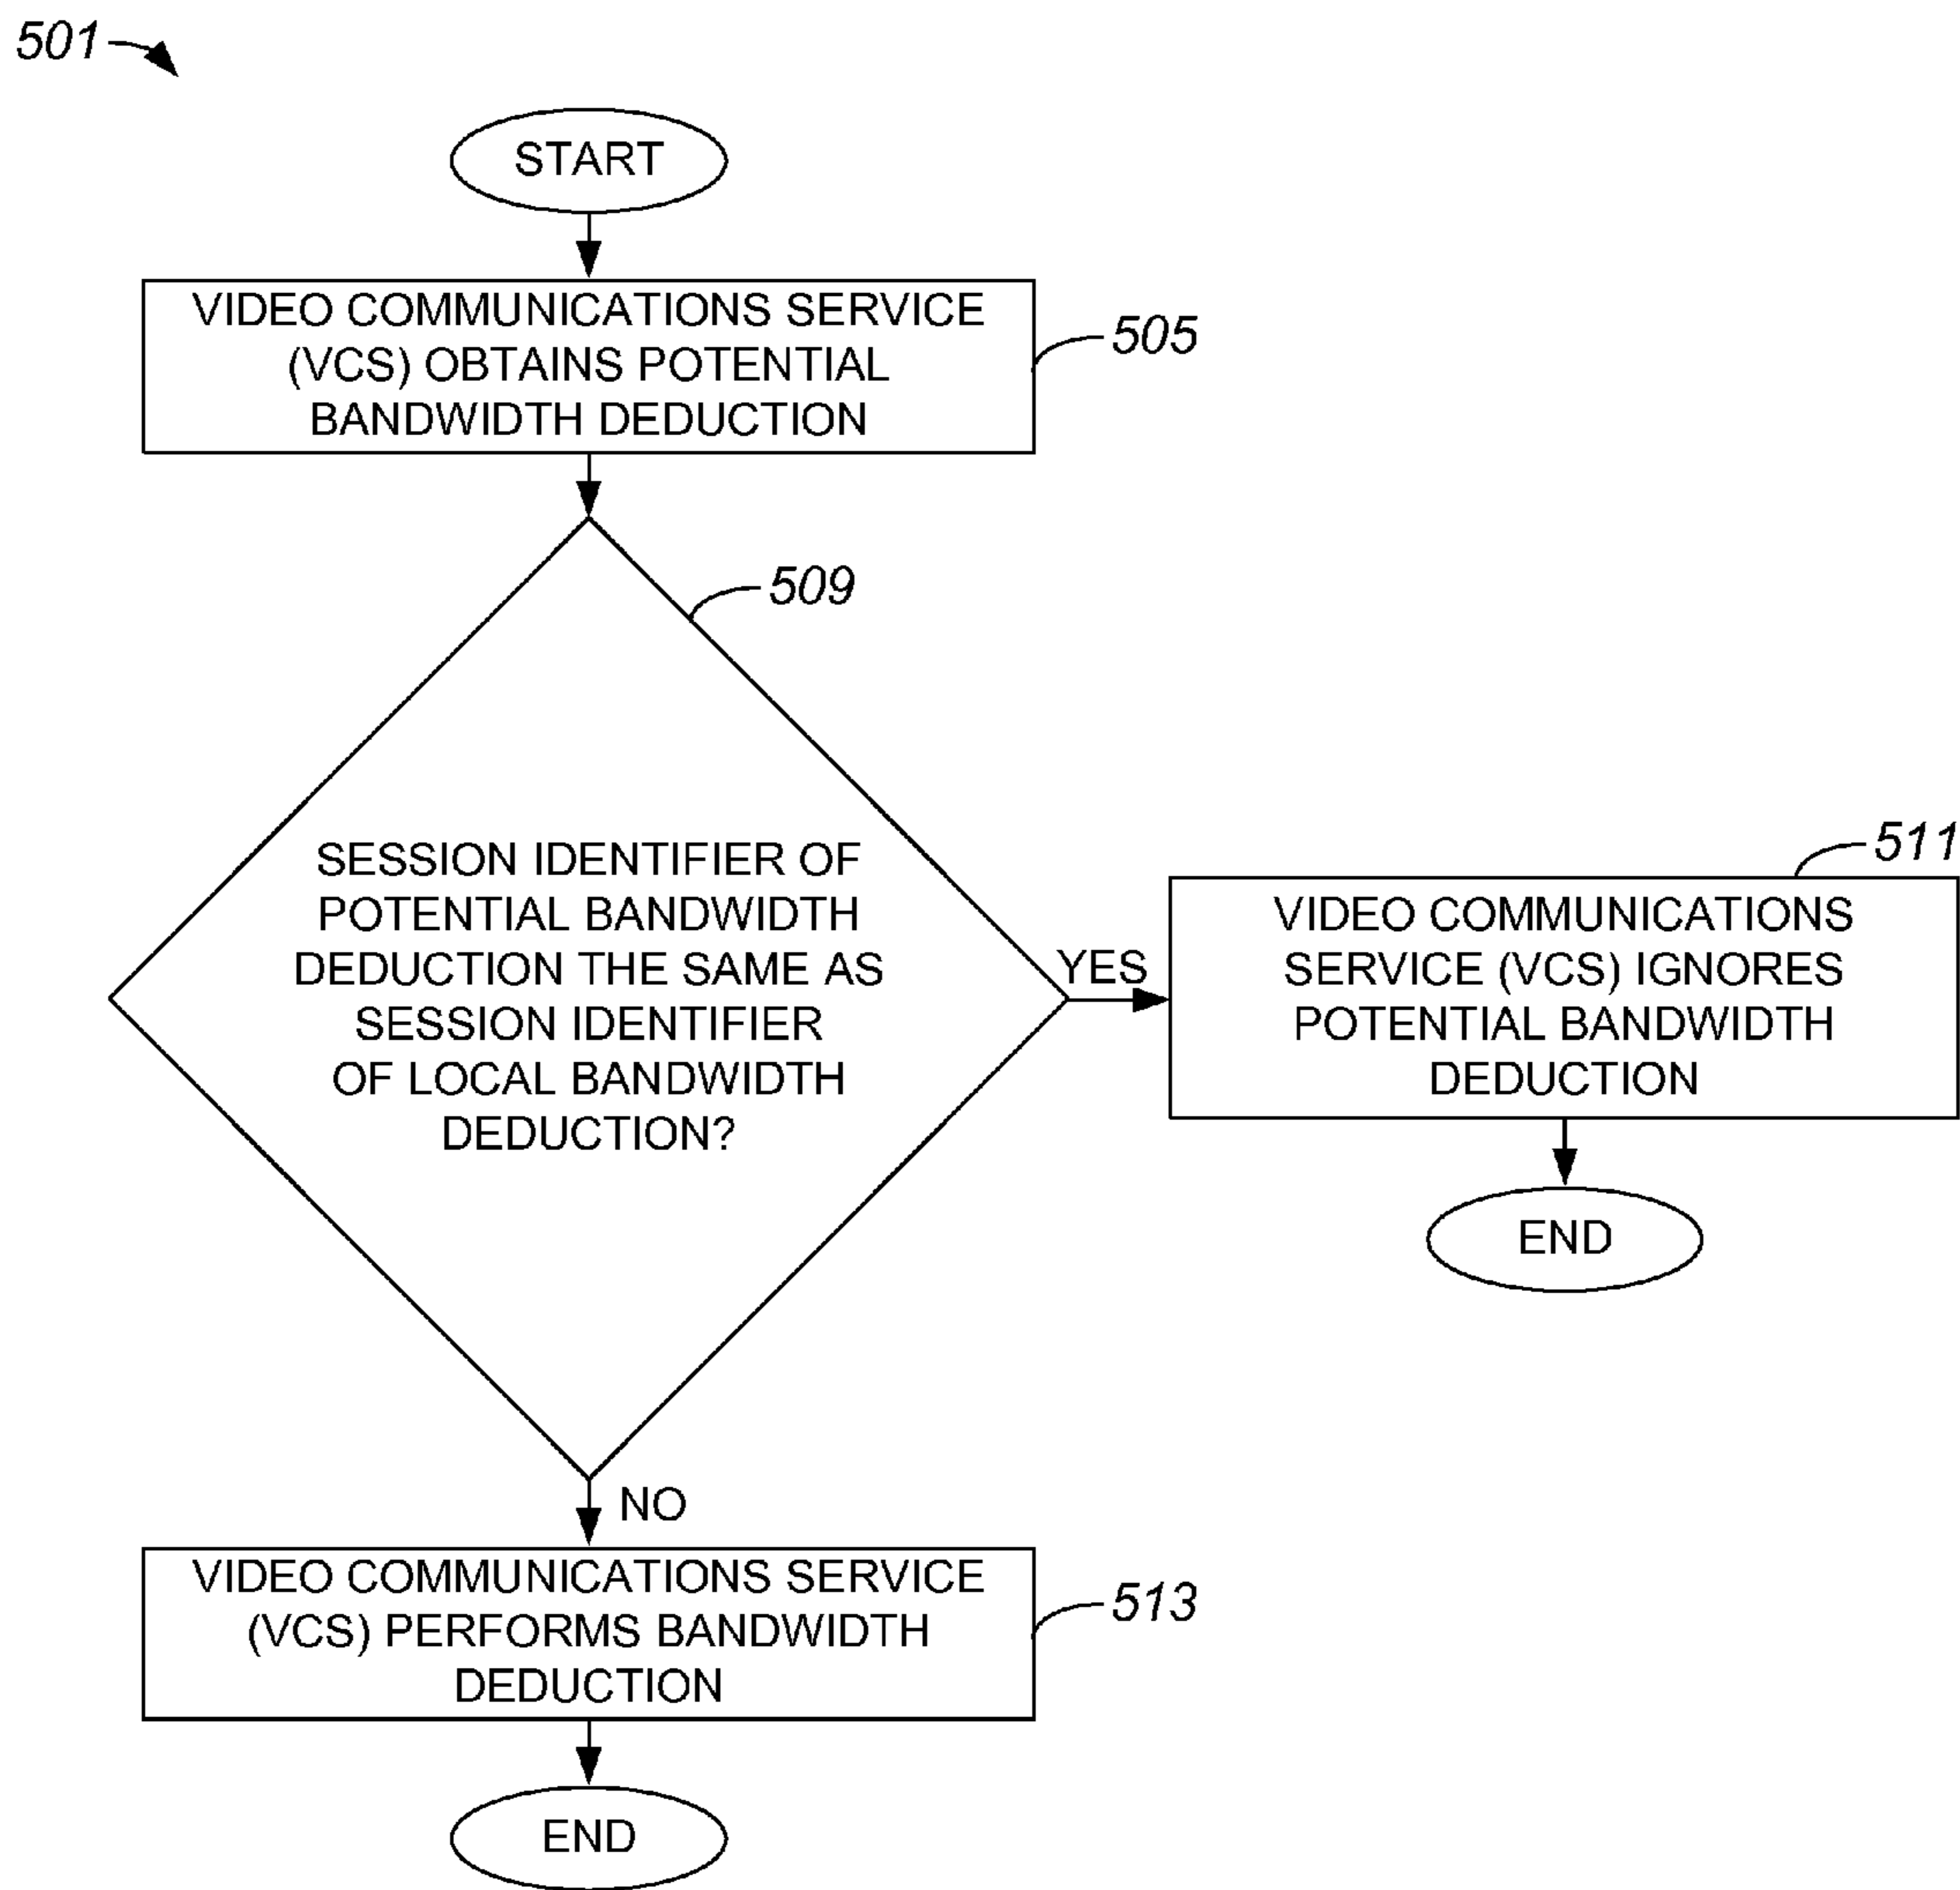 501
START
VIDEO COMMUNICATIONS SERVICE
(VCS) OBTAINS POTENTIAL
BANDWIDTH DEDUCTION
505
509
SESSION IDENTIFIER OF
POTENTIAL BANDWIDTH
DEDUCTION THE SAME AS
SESSION IDENTIFIER
OF LOCAL BANDWIDTH
DEDUCTION?
YES
511
VIDEO COMMUNICATIONS
SERVICE (VCS) IGNORES
POTENTIAL BANDWIDTH
DEDUCTION
END
NO
VIDEO COMMUNICATIONS SERVICE
(VCS) PERFORMS BANDWIDTH
DEDUCTION
513
END